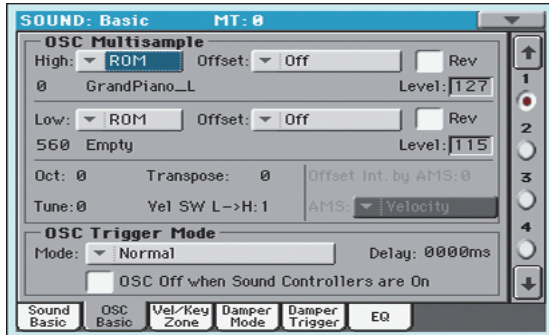 SOUND: Basic MT: 0
OSC Multisample
High: ROM Offset: Off Rev
0 GrandPiano_L Level: 127
Low: ROM Offset: Off Rev
560 Empty Level: 115
Oct: 0 Transpose: 0 Offset Int. by AMS: 0
Tune: 0 Vel SW L->H: 1 AMS: Velocity
OSC Trigger Mode
Mode: Normal Delay: 0000ms
OSC Off when Sound Controllers are On
1
2
3
4
Sound Basic
OSC Basic
Vel/Key Zone
Damper Mode
Damper Trigger
EQ